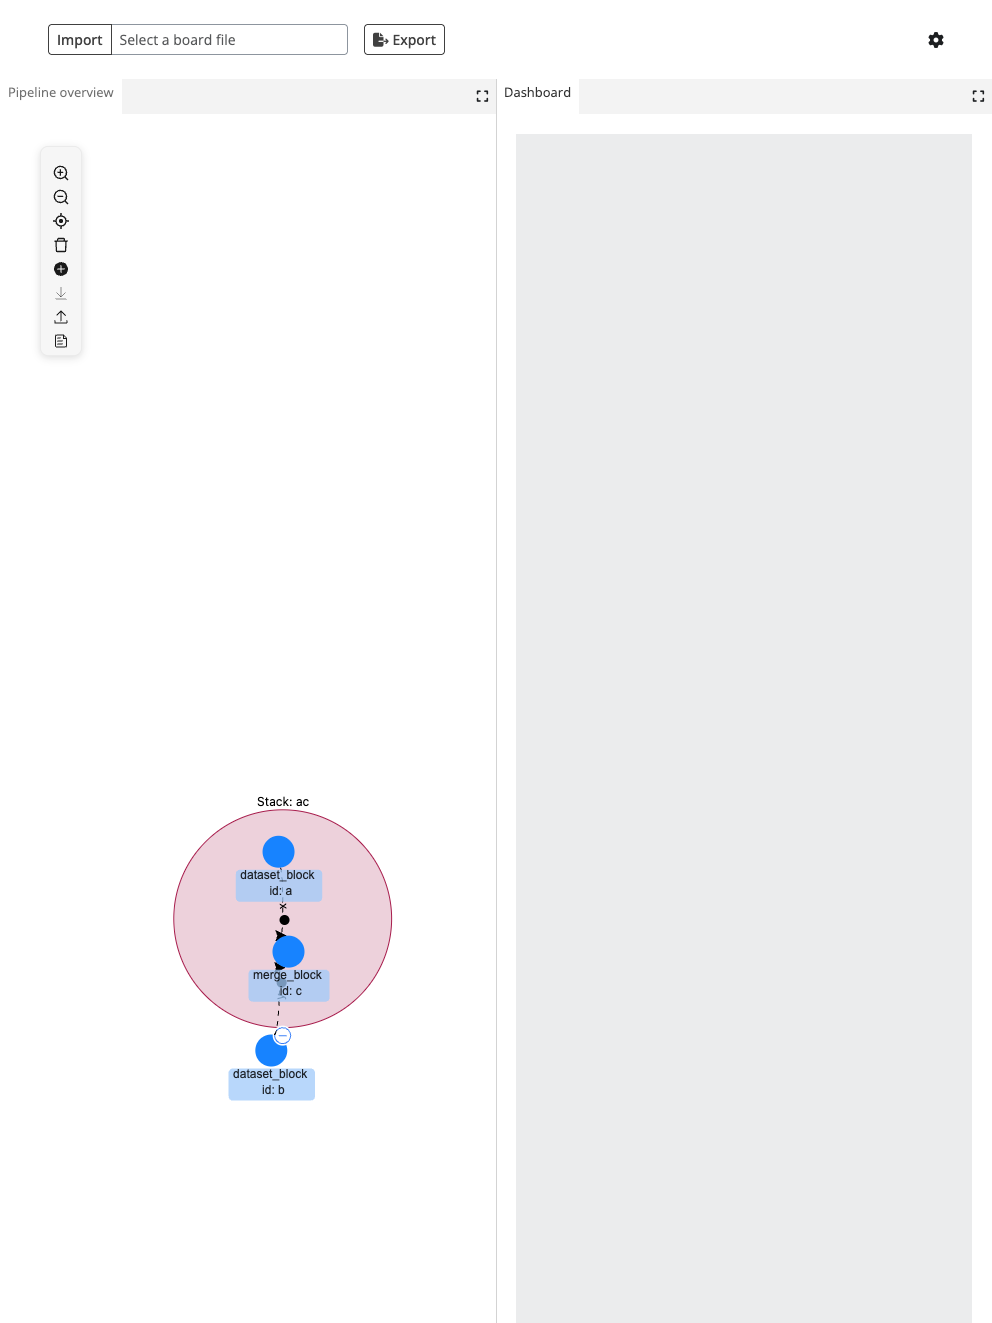 Import
Select a board file
Export
Pipeline overview
Dashboard
Stack: ac
dataset_block
id: a
merge_block
id: c
dataset_block
id: b